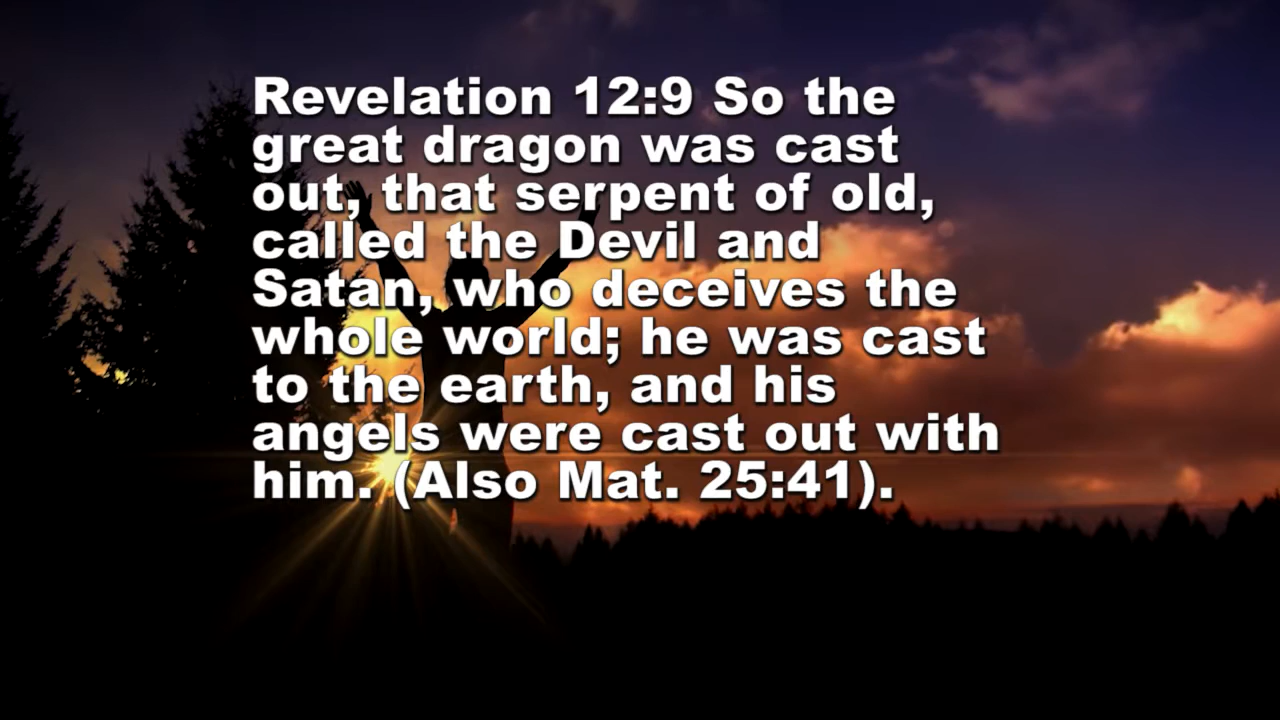 Revelation 12:9 So the
great dragon was cast
out, that serpent of old,
called the Devil and
Satan, who deceives the
whole world; he was cast
to the earth, and his
angels were cast out with
him. (Also Mat. 25:41).